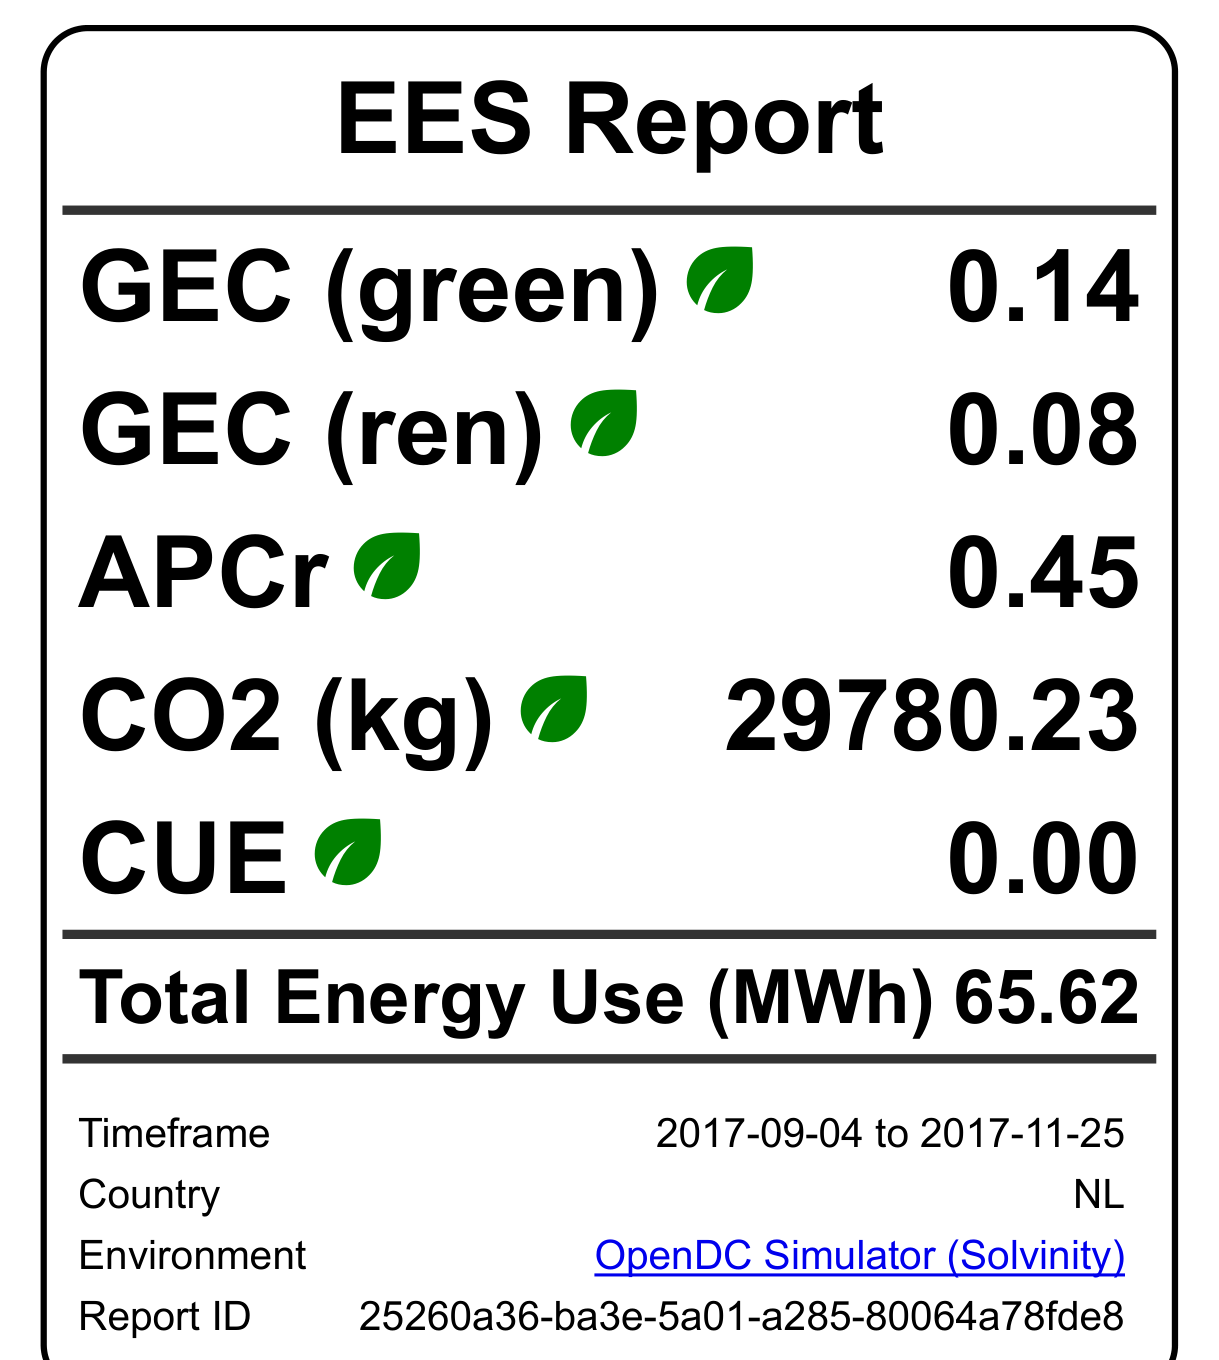 EES Report
GEC (green) 0.14
GEC (ren) 0.08
APCr 0.45
CO2 (kg) 29780.23
CUE 0.00
Total Energy Use (MWh) 65.62
Timeframe 2017-09-04 to 2017-11-25
Country NL
Environment OpenDC Simulator (Solvinity)
Report ID 25260a36-ba3e-5a01-a285-80064a78fde8